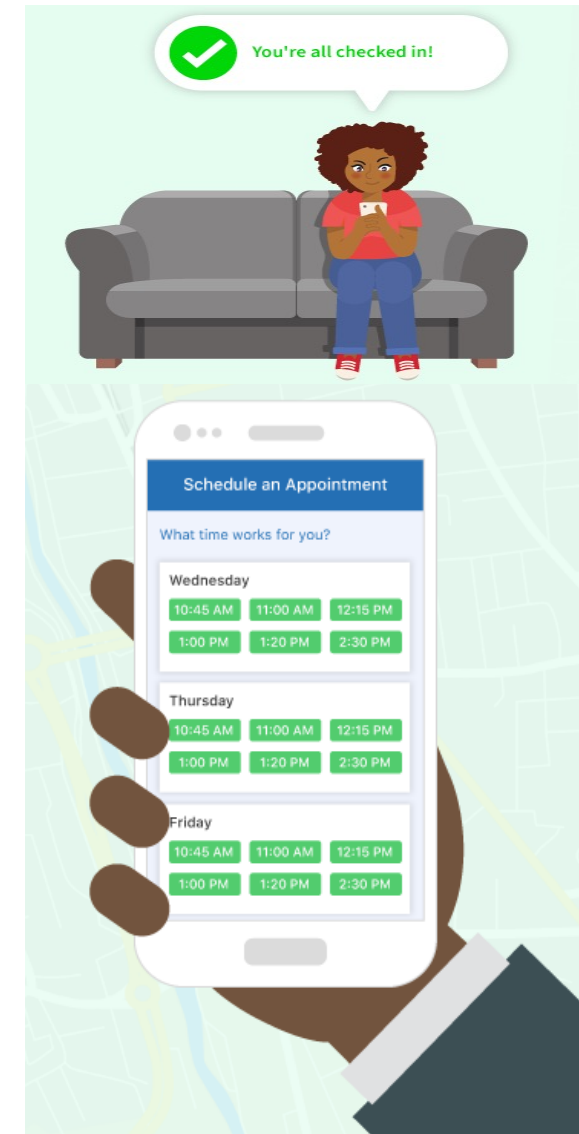 You're all checked in!
Schedule an Appointment
What time works for you?
Wednesday
10:45 AM 11:00 AM 12:15 PM
1:00 PM 1:20 PM 2:30 PM
Thursday
10:45 AM 11:00 AM 12:15 PM
1:00 PM 1:20 PM 2:30 PM
Friday
10:45 AM 11:00 AM 12:15 PM
1:00 PM 1:20 PM 2:30 PM